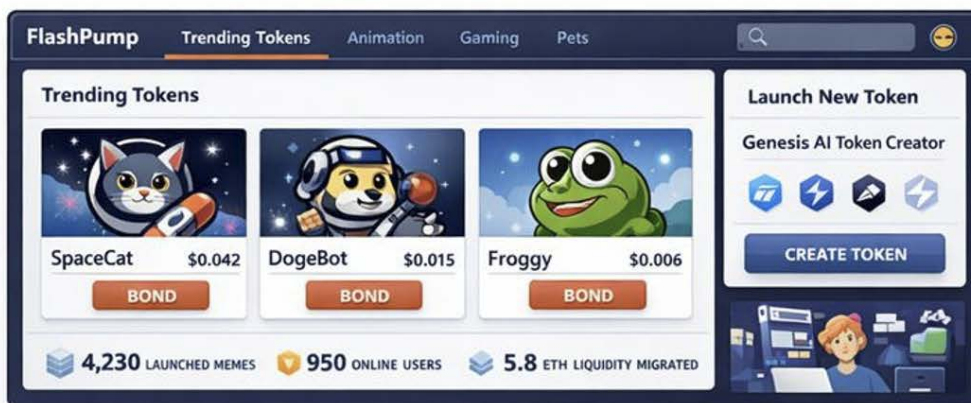 FlashPump Trending Tokens Animation Gaming Pets
Trending Tokens
SpaceCat $0.042
BOND
DogeBot $0.015
BOND
Froggy $0.006
BOND
4,230 LAUNCHED MEMES 950 ONLINE USERS 5.8 ETH LIQUIDITY MIGRATED
Launch New Token
Genesis AI Token Creator
CREATE TOKEN